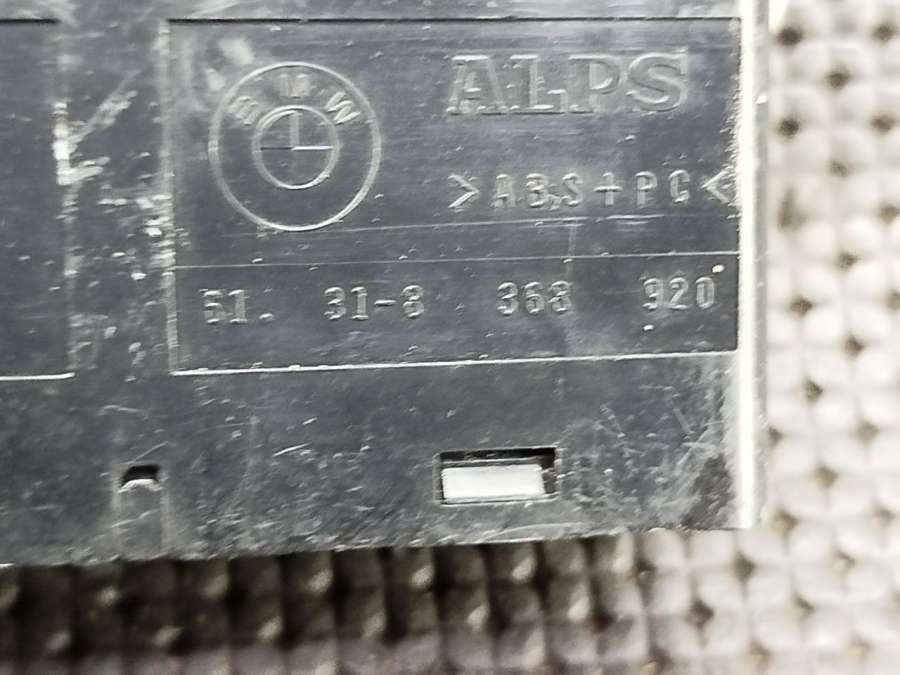 BMW
ALPS
>ABS+PC<
61. 31-8 368 920